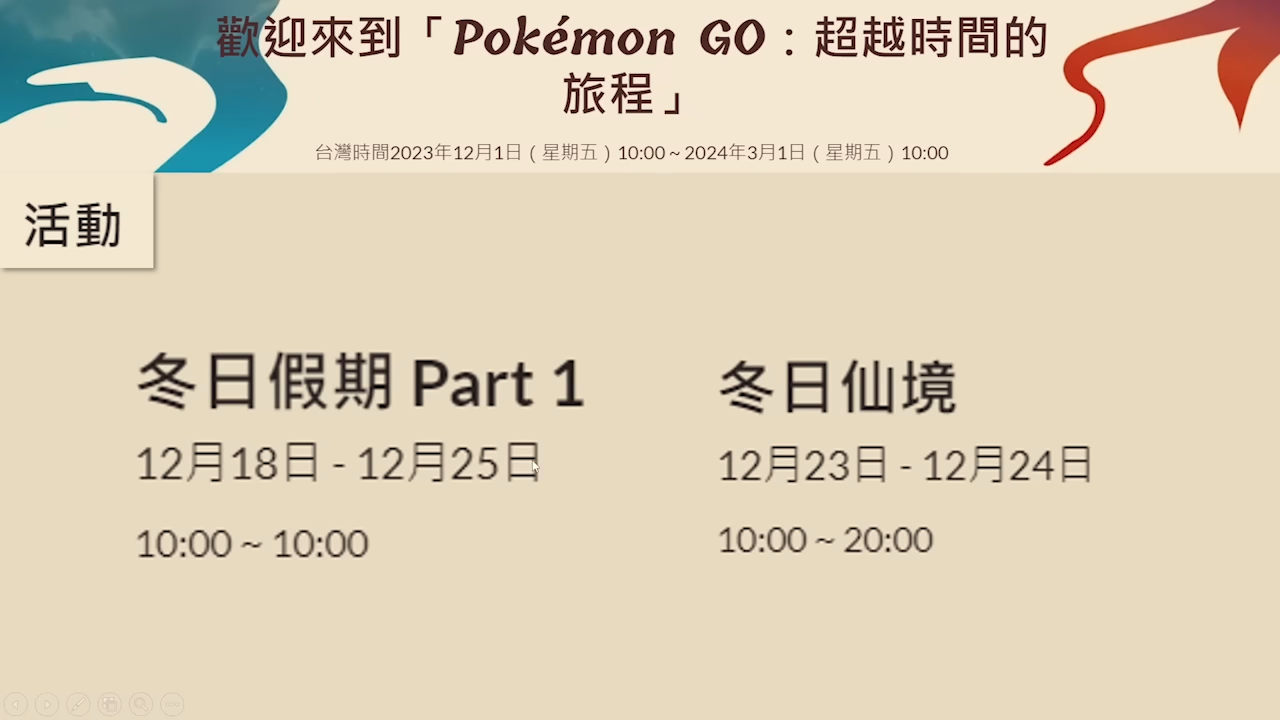 歡迎來到「Pokémon GO：超越時間的
旅程」
台灣時間2023年12月1日（星期五）10:00 ~ 2024年3月1日（星期五）10:00
活動
冬日假期 Part 1
12月18日 - 12月25日
10:00 ~ 10:00
冬日仙境
12月23日 - 12月24日
10:00 ~ 20:00